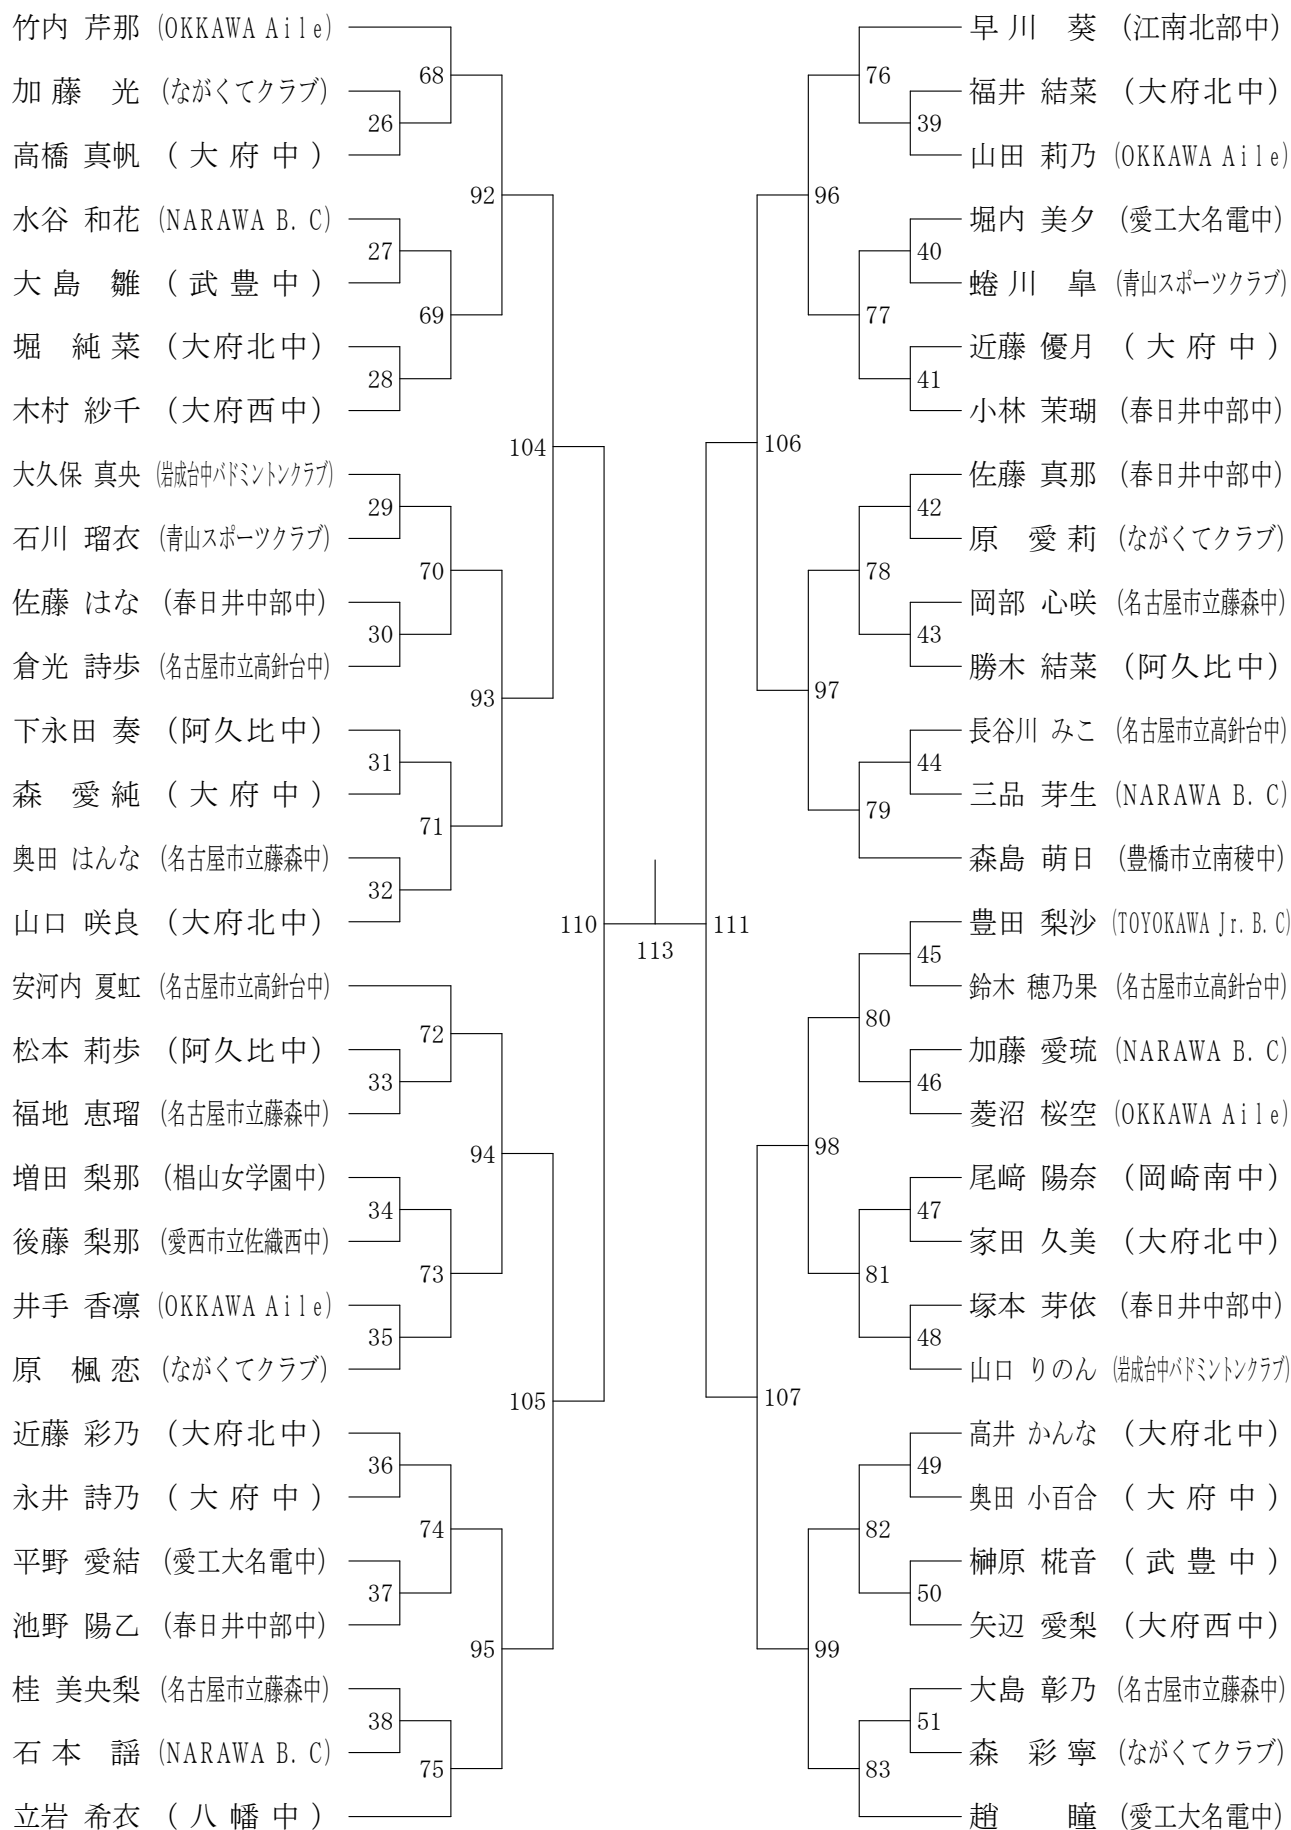 竹内 芹那 (OKKAWA Aile)
68
加藤 光 (ながくてクラブ)
26
高橋 真帆 (大府中)
92
水谷 和花 (NARAWA B.C)
27
大島 雛 (武豊中)
69
堀 純菜 (大府北中)
28
木村 紗千 (大府西中)
104
大久保 真央 (岩成台中バドミントンクラブ)
29
石川 瑠衣 (青山スポーツクラブ)
70
佐藤 はな (春日井中部中)
30
倉光 詩歩 (名古屋市立高針台中)
93
下永田 奏 (阿久比中)
31
森 愛純 (大府中)
71
奥田 はんな (名古屋市立藤森中)
32
山口 咲良 (大府北中)
110
安河内 夏虹 (名古屋市立高針台中)
72
松本 莉歩 (阿久比中)
33
福地 恵瑠 (名古屋市立藤森中)
94
増田 梨那 (椙山女学園中)
34
後藤 梨那 (愛西市立佐織西中)
73
井手 香凛 (OKKAWA Aile)
35
原 楓恋 (ながくてクラブ)
105
近藤 彩乃 (大府北中)
36
永井 詩乃 (大府中)
74
平野 愛結 (愛工大名電中)
37
池野 陽乙 (春日井中部中)
95
桂 美央梨 (名古屋市立藤森中)
38
石本 謡 (NARAWA B.C)
75
立岩 希衣 (八幡中)
113
早川 葵 (江南北部中)
76
福井 結菜 (大府北中)
39
山田 莉乃 (OKKAWA Aile)
96
堀内 美夕 (愛工大名電中)
40
蜷川 皐 (青山スポーツクラブ)
77
近藤 優月 (大府中)
41
小林 茉瑚 (春日井中部中)
106
佐藤 真那 (春日井中部中)
42
原 愛莉 (ながくてクラブ)
78
岡部 心咲 (名古屋市立藤森中)
43
勝木 結菜 (阿久比中)
97
長谷川 みこ (名古屋市立高針台中)
44
三品 芽生 (NARAWA B.C)
79
森島 萌日 (豊橋市立南稜中)
111
豊田 梨沙 (TOYOKAWA Jr.B.C)
45
鈴木 穂乃果 (名古屋市立高針台中)
80
加藤 愛琉 (NARAWA B.C)
46
菱沼 桜空 (OKKAWA Aile)
98
尾﨑 陽奈 (岡崎南中)
47
家田 久美 (大府北中)
81
塚本 芽依 (春日井中部中)
48
山口 りのん (岩成台中バドミントンクラブ)
107
高井 かんな (大府北中)
49
奥田 小百合 (大府中)
82
榊原 椛音 (武豊中)
50
矢辺 愛梨 (大府西中)
99
大島 彰乃 (名古屋市立藤森中)
51
森 彩寧 (ながくてクラブ)
83
趙 瞳 (愛工大名電中)